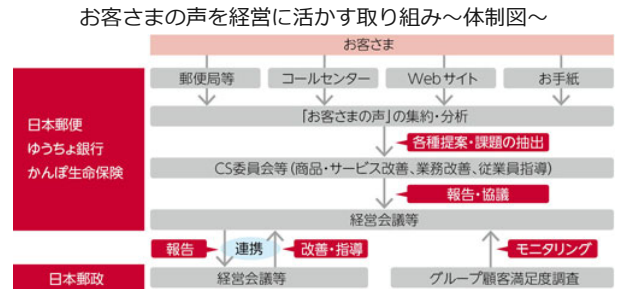 お客さまの声を経営に活かす取り組み～体制図～
お客さま
郵便局等 コールセンター Webサイト お手紙
「お客さまの声」の集約・分析
各種提案・課題の抽出
日本郵便
ゆうちょ銀行
かんぽ生命保険
CS委員会等(商品・サービス改善、業務改善、従業員指導)
報告・協議
経営会議等
報告 連携 改善・指導 モニタリング
日本郵政 経営会議等 グループ顧客満足度調査